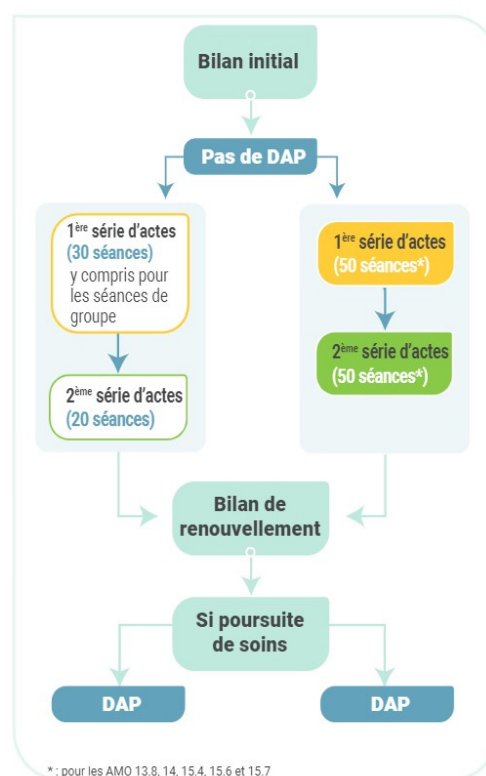 Bilan initial
Pas de DAP
1ère série d'actes
(30 séances)
y compris pour
les séances de
groupe
2ème série d'actes
(20 séances)
1ère série d'actes
(50 séances*)
2ème série d'actes
(50 séances*)
Bilan de
renouvellement
Si poursuite
de soins
DAP
DAP
* : pour les AMO 13.8, 14, 15.4, 15.6 et 15.7